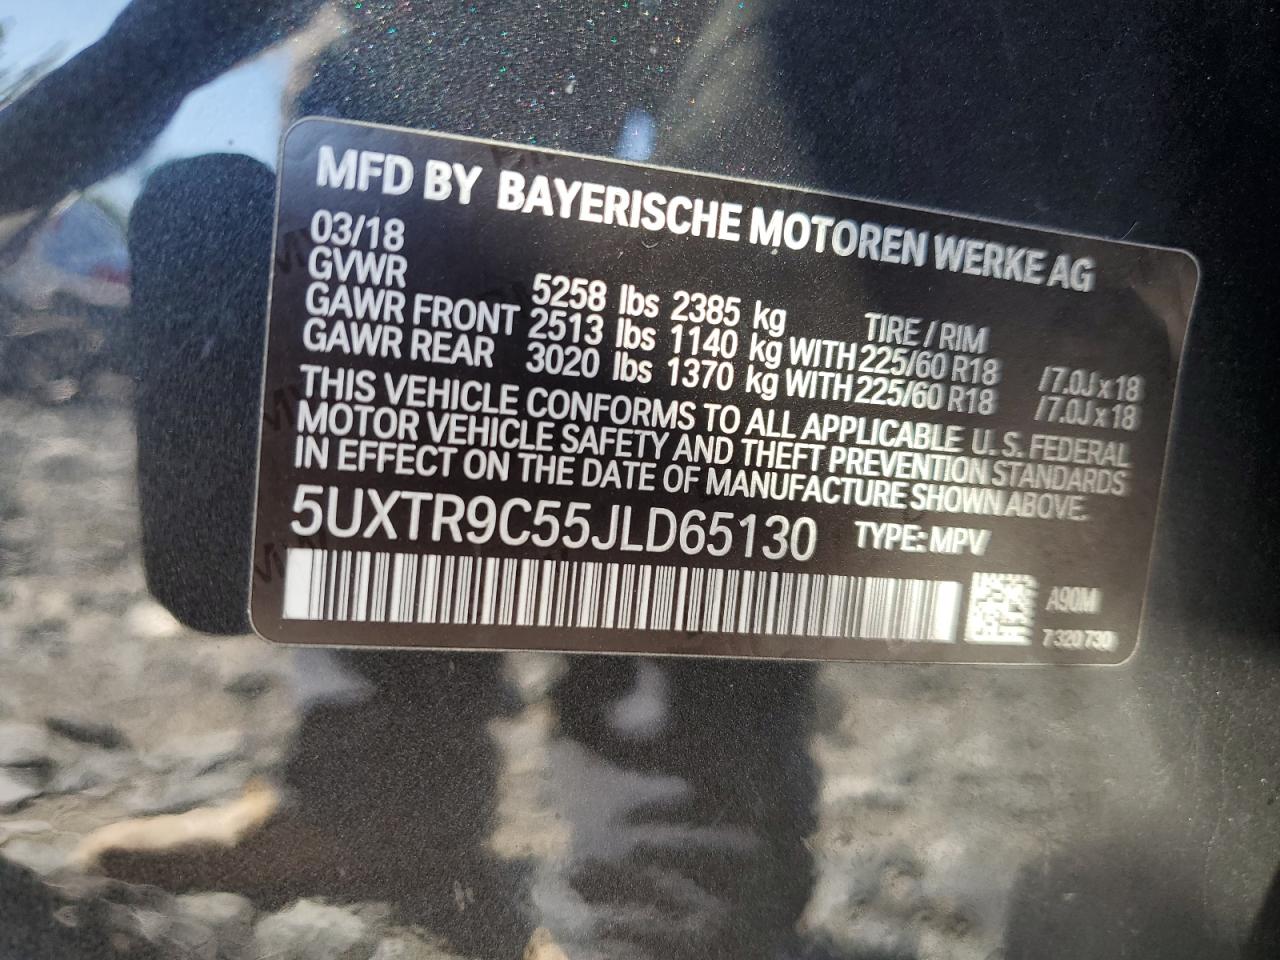 MFD BY BAYERISCHE MOTOREN WERKE AG
03/18
GVWR 5258 lbs 2385 kg TIRE / RIM
GAWR FRONT 2513 lbs 1140 kg WITH 225/60 R18 /7.0J x 18
GAWR REAR 3020 lbs 1370 kg WITH 225/60 R18 /7.0J x 18
THIS VEHICLE CONFORMS TO ALL APPLICABLE U.S. FEDERAL
MOTOR VEHICLE SAFETY AND THEFT PREVENTION STANDARDS
IN EFFECT ON THE DATE OF MANUFACTURE SHOWN ABOVE.
5UXTR9C55JLD65130 TYPE: MPV
A90M
7 320 730